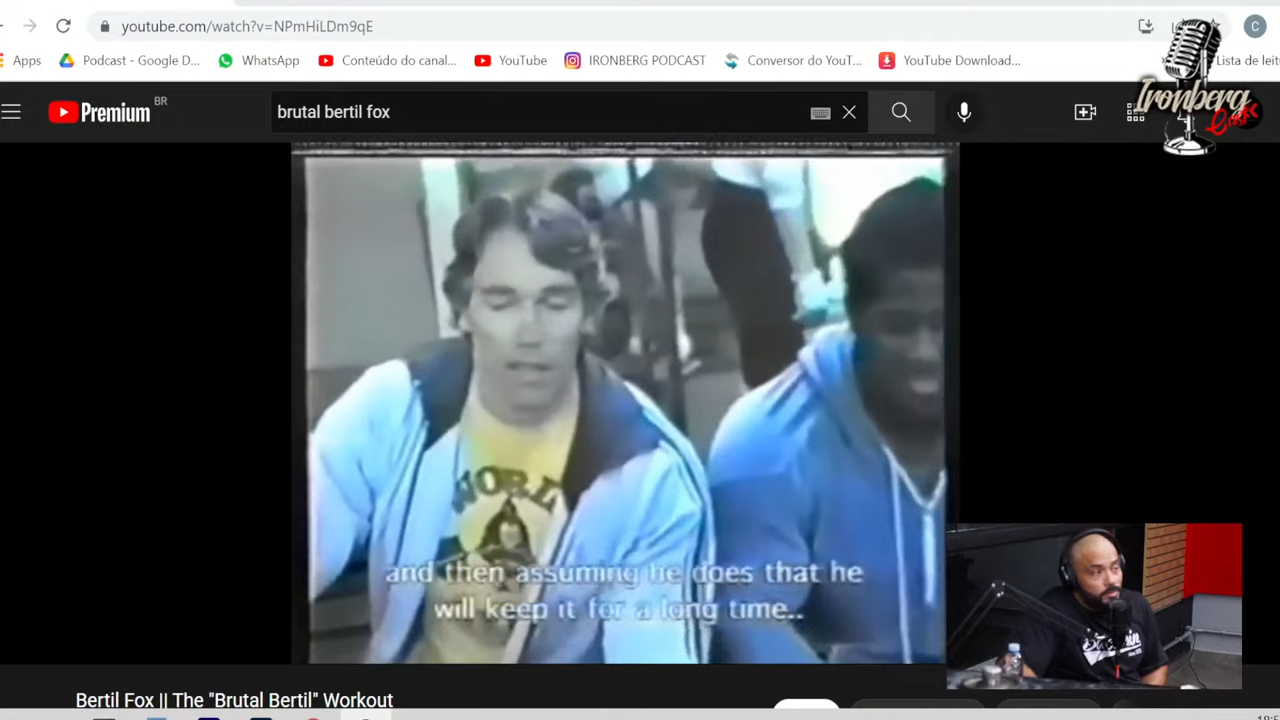 youtube.com/watch?v=NPmHiLDm9qE
Apps Podcast - Google D... WhatsApp Conteúdo do canal... YouTube IRONBERG PODCAST Conversor do YouT... YouTube Download... » Lista de leit
Premium BR
brutal bertil fox
C
Ironberg
Cast
WORLD
and then assuming he does that he
will keep it for a long time..
Bertil Fox || The "Brutal Bertil" Workout